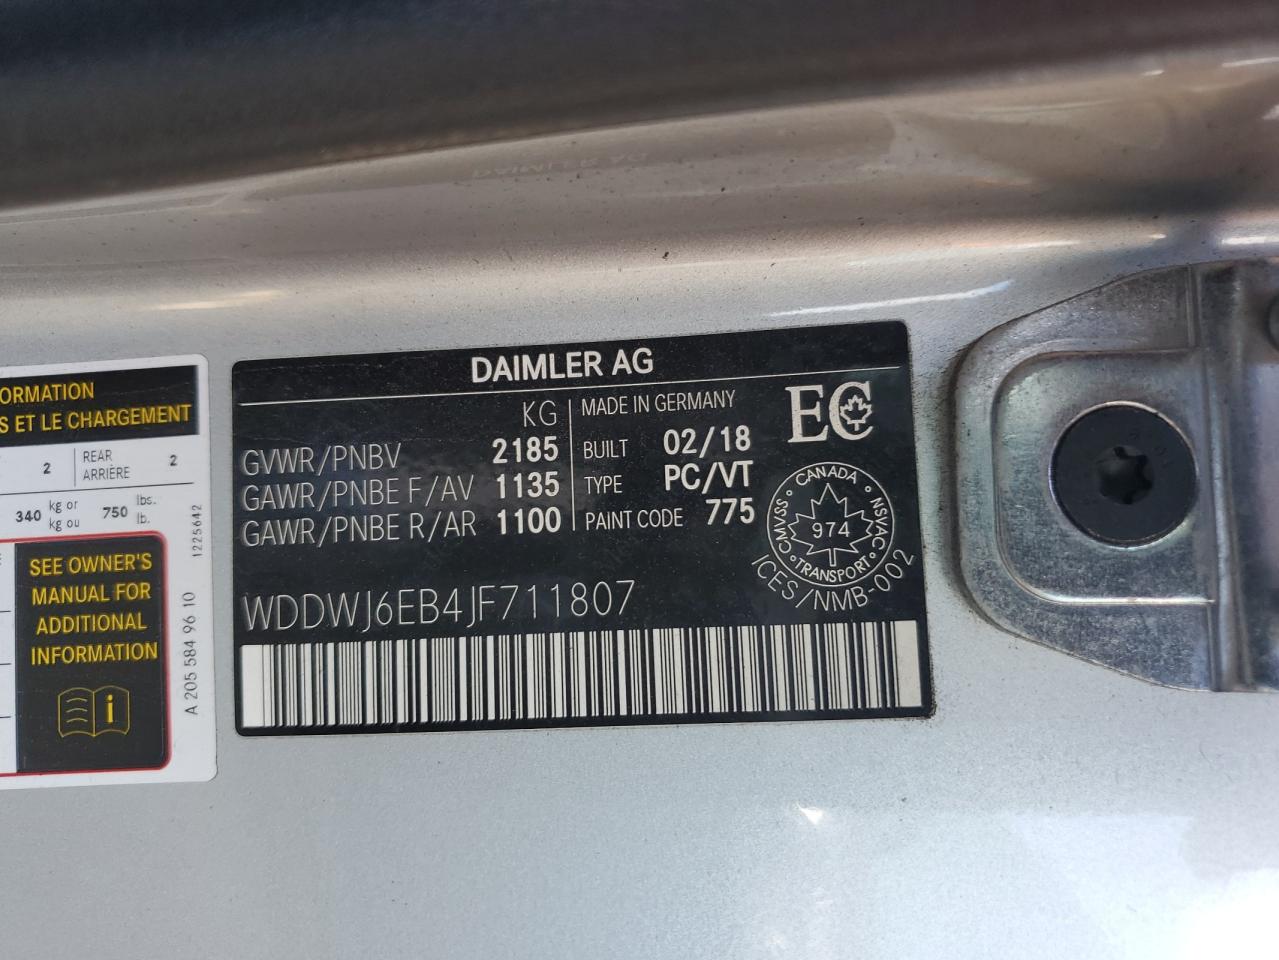 DAIMLER AG
KG
GVWR/PNBV 2185
GAWR/PNBE F/AV 1135
GAWR/PNBE R/AR 1100
MADE IN GERMANY
BUILT 02/18
TYPE PC/VT
PAINT CODE 775
EC
CANADA
CMVSS NSVAC
974
TRANSPORT
ICES/NMB-002
WDDWJ6EB4JF711807
ORMATION
S ET LE CHARGEMENT
2 REAR
ARRIÈRE 2
340 kg or
kg ou 750 lbs.
lb.
SEE OWNER'S
MANUAL FOR
ADDITIONAL
INFORMATION
i
1225642
A 205 584 96 10